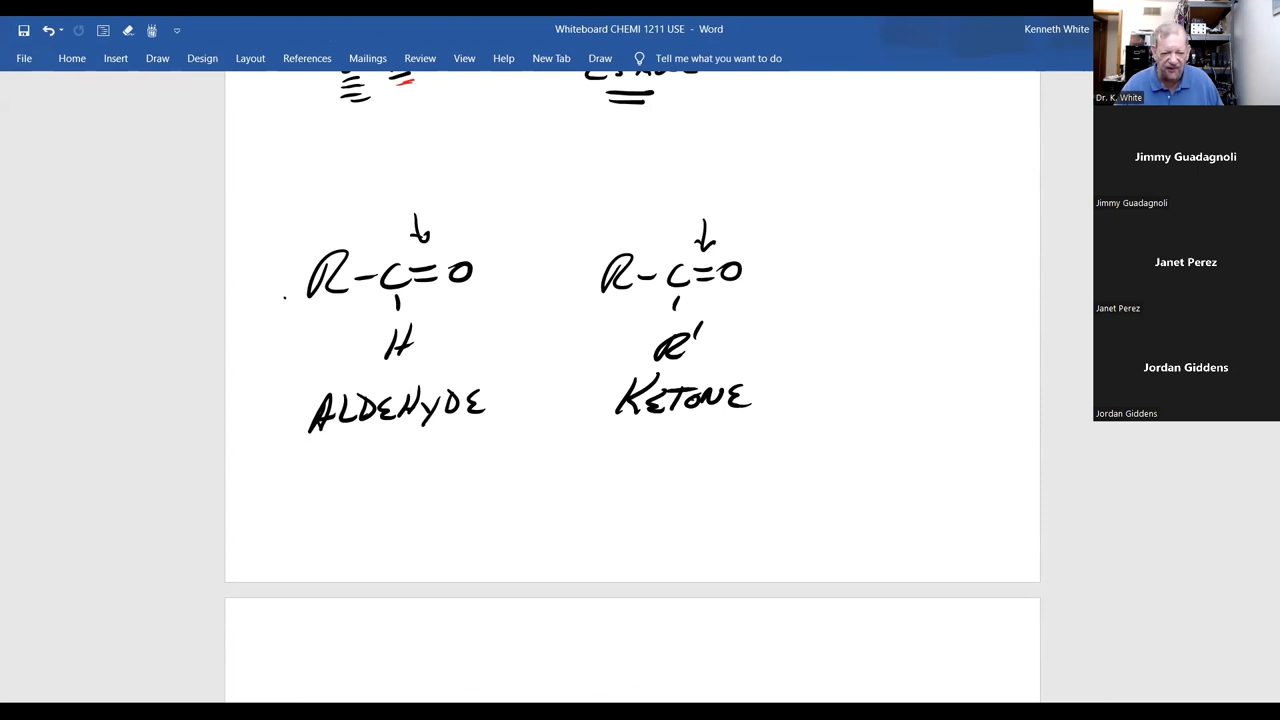 Whiteboard CHEMI 1211 USE - Word
Kenneth White
File Home Insert Draw Design Layout References Mailings Review View Help New Tab Draw Tell me what you want to do
Dr. K. White
Jimmy Guadagnoli
Jimmy Guadagnoli
Janet Perez
Janet Perez
Jordan Giddens
Jordan Giddens
R-C=O R-C=O
H R'
ALDEHYDE KETONE